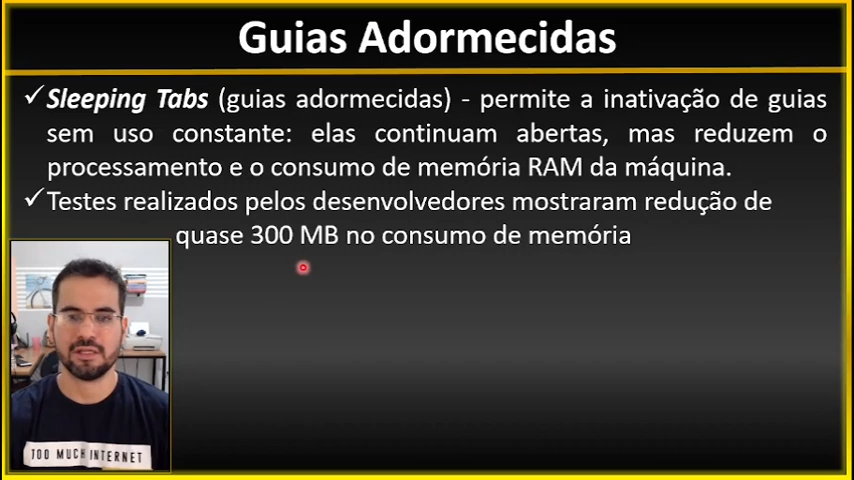 Guias Adormecidas
✓Sleeping Tabs (guias adormecidas) - permite a inativação de guias
sem uso constante: elas continuam abertas, mas reduzem o
processamento e o consumo de memória RAM da máquina.
✓Testes realizados pelos desenvolvedores mostraram redução de
quase 300 MB no consumo de memória
TOO MUCH INTERNET